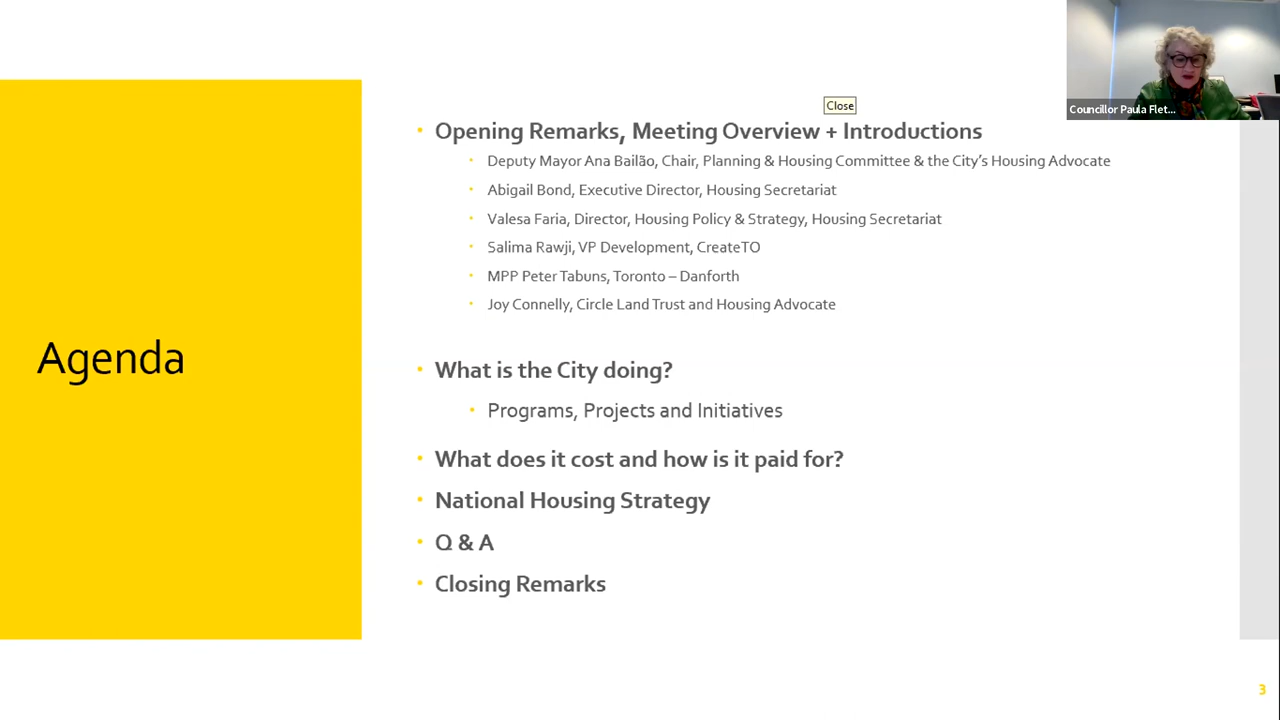 Agenda
Close
Councillor Paula Flet...
Opening Remarks, Meeting Overview + Introductions
Deputy Mayor Ana Bailão, Chair, Planning & Housing Committee & the City's Housing Advocate
Abigail Bond, Executive Director, Housing Secretariat
Valesa Faria, Director, Housing Policy & Strategy, Housing Secretariat
Salima Rawji, VP Development, CreateTO
MPP Peter Tabuns, Toronto – Danforth
Joy Connelly, Circle Land Trust and Housing Advocate
What is the City doing?
Programs, Projects and Initiatives
What does it cost and how is it paid for?
National Housing Strategy
Q & A
Closing Remarks
3